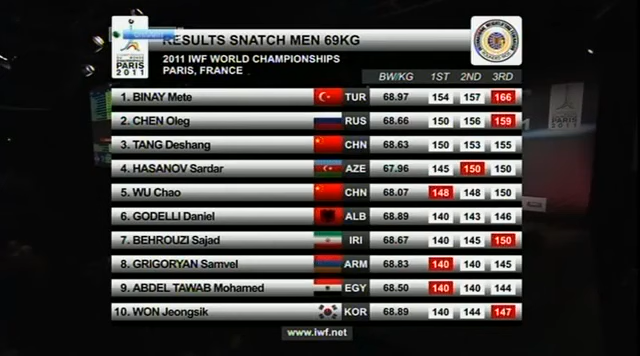 RESULTS SNATCH MEN 69KG
2011 IWF WORLD CHAMPIONSHIPS
PARIS, FRANCE
PARIS
2011
BW/KG 1ST 2ND 3RD
1. BINAY Mete TUR 68.97 154 157 166
2. CHEN Oleg RUS 68.66 150 156 159
3. TANG Deshang CHN 68.63 150 153 155
4. HASANOV Sardar AZE 67.96 145 150 150
5. WU Chao CHN 68.07 148 148 150
6. GODELLI Daniel ALB 68.89 140 143 146
7. BEHROUZI Sajad IRI 68.67 140 145 150
8. GRIGORYAN Samvel ARM 68.83 140 140 145
9. ABDEL TAWAB Mohamed EGY 68.50 140 140 144
10. WON Jeongsik KOR 68.89 140 144 147
www.iwf.net